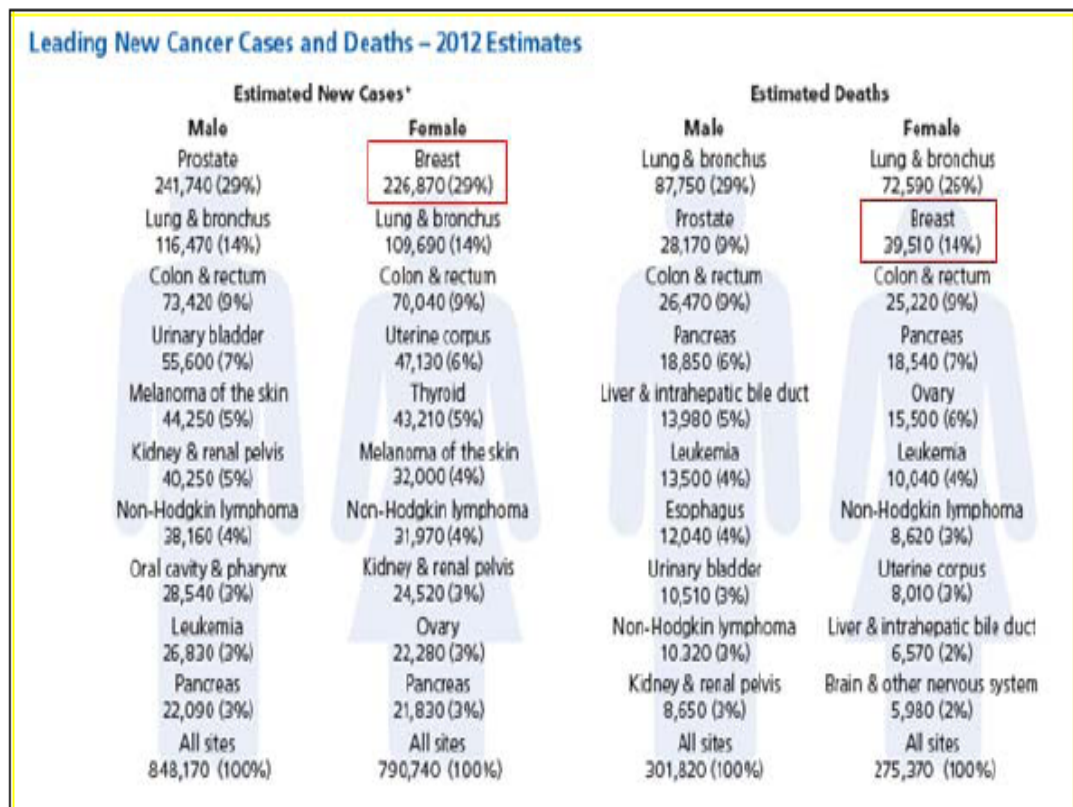 Leading New Cancer Cases and Deaths – 2012 Estimates
Estimated New Cases*
Male
Prostate
241,740 (29%)
Lung & bronchus
116,470 (14%)
Colon & rectum
73,420 (9%)
Urinary bladder
55,600 (7%)
Melanoma of the skin
44,250 (5%)
Kidney & renal pelvis
40,250 (5%)
Non-Hodgkin lymphoma
38,160 (4%)
Oral cavity & pharynx
28,540 (3%)
Leukemia
26,830 (3%)
Pancreas
22,090 (3%)
All sites
848,170 (100%)
Female
Breast
226,870 (29%)
Lung & bronchus
109,690 (14%)
Colon & rectum
70,040 (9%)
Uterine corpus
47,130 (6%)
Thyroid
43,210 (5%)
Melanoma of the skin
32,000 (4%)
Non-Hodgkin lymphoma
31,970 (4%)
Kidney & renal pelvis
24,520 (3%)
Ovary
22,280 (3%)
Pancreas
21,830 (3%)
All sites
790,740 (100%)
Estimated Deaths
Male
Lung & bronchus
87,750 (29%)
Prostate
28,170 (9%)
Colon & rectum
26,470 (9%)
Pancreas
18,850 (6%)
Liver & intrahepatic bile duct
13,980 (5%)
Leukemia
13,500 (4%)
Esophagus
12,040 (4%)
Urinary bladder
10,510 (3%)
Non-Hodgkin lymphoma
10.320 (3%)
Kidney & renal pelvis
8,650 (3%)
All sites
301,820 (100%)
Female
Lung & bronchus
72,590 (26%)
Breast
39,510 (14%)
Colon & rectum
25,220 (9%)
Pancreas
18,540 (7%)
Ovary
15,500 (6%)
Leukemia
10,040 (4%)
Non-Hodgkin lymphoma
8,620 (3%)
Uterine corpus
8,010 (3%)
Liver & intrahepatic bile duct
6,570 (2%)
Brain & other nervous system
5,980 (2%)
All sites
275,370 (100%)